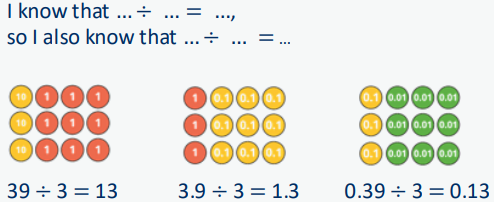 I know that ... ÷ ... = ...,
so I also know that ... ÷ ... = ...
10 1 1 1 1 0.1 0.1 0.1 0.1 0.01 0.01 0.01
10 1 1 1 1 0.1 0.1 0.1 0.1 0.01 0.01 0.01
10 1 1 1 1 0.1 0.1 0.1 0.1 0.01 0.01 0.01
39 ÷ 3 = 13 3.9 ÷ 3 = 1.3 0.39 ÷ 3 = 0.13